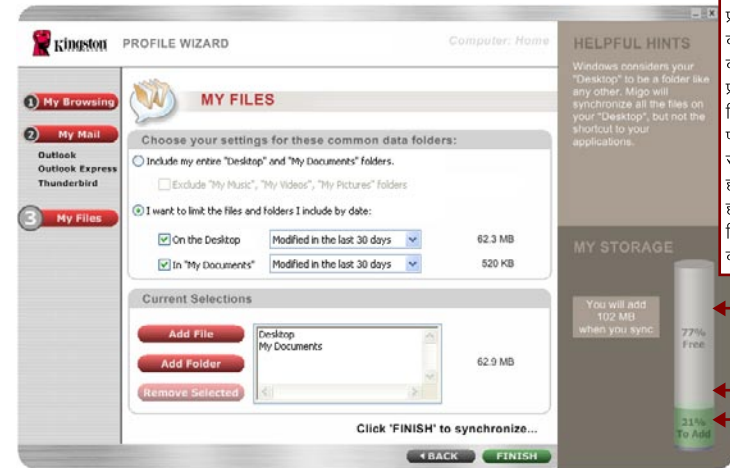 Kingston PROFILE WIZARD Computer: Home
1 My Browsing
2 My Mail
Outlook
Outlook Express
Thunderbird
3 My Files
MY FILES
Choose your settings for these common data folders:
Include my entire "Desktop" and "My Documents" folders.
Exclude "My Music", "My Videos", "My Pictures" folders
I want to limit the files and folders I include by date:
On the Desktop Modified in the last 30 days 62.3 MB
In "My Documents" Modified in the last 30 days 520 KB
Current Selections
Add File
Add Folder
Remove Selected
Desktop
My Documents
62.9 MB
Click 'FINISH' to synchronize...
BACK FINISH
HELPFUL HINTS
Windows considers your
"Desktop" to be a folder like
any other. Migo will
synchronize all the files on
your "Desktop", but not the
shortcut to your
applications.
MY STORAGE
You will add
102 MB
when you sync
77%
Free
31%
To Add